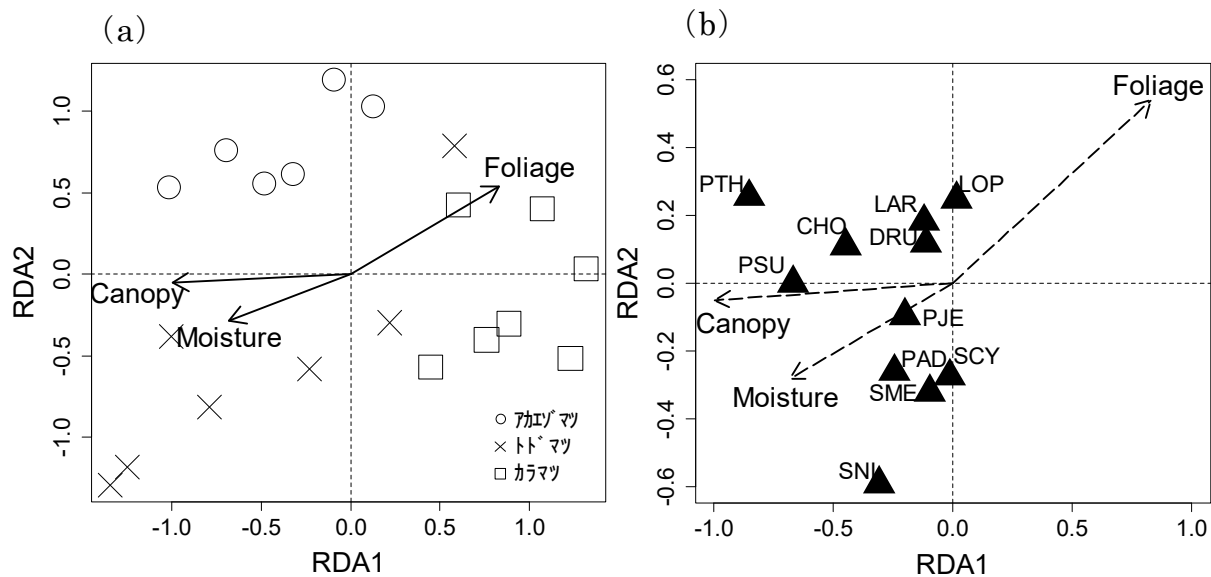 (a)
1.0
0.5
0.0
-0.5
-1.0
RDA2
Foliage
Canopy
Moisture
アカエゾマツ
トドマツ
カラマツ
-1.0 -0.5 0.0 0.5 1.0
RDA1
(b)
0.6
0.4
0.2
0.0
-0.2
-0.4
-0.6
RDA2
Foliage
PTH
LOP
LAR
CHO
DRU
PSU
Canopy
PJE
PAD
SCY
Moisture
SME
SNI
-1.0 -0.5 0.0 0.5 1.0
RDA1